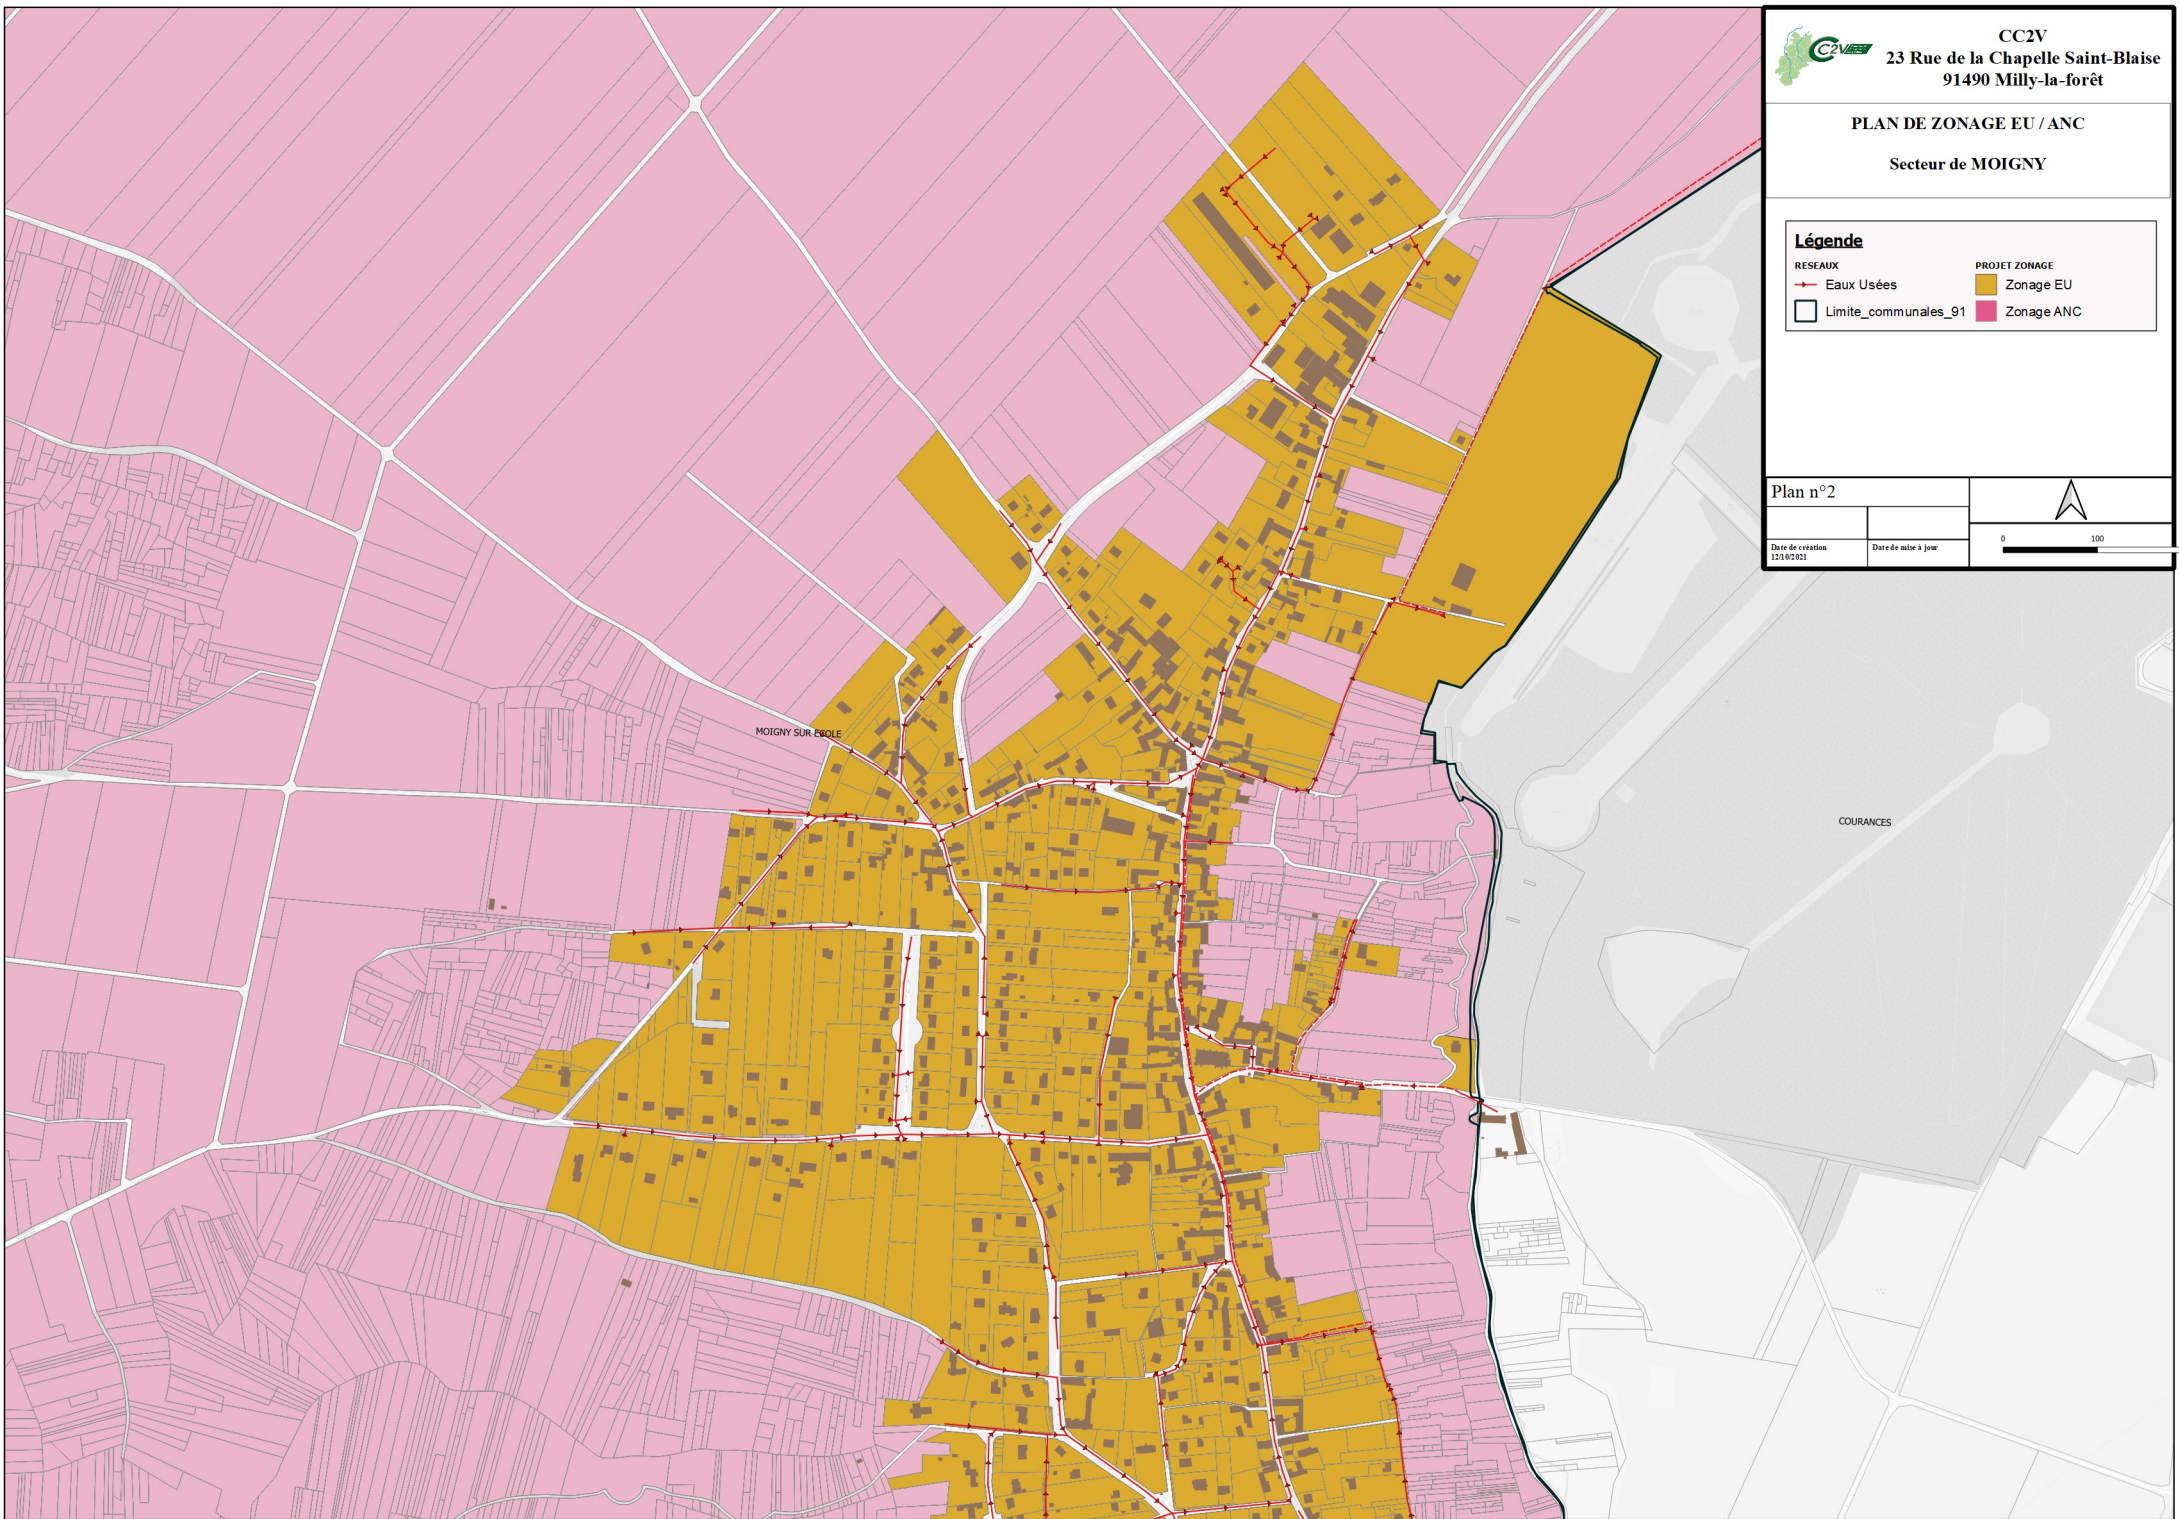 C2V
CC2V
23 Rue de la Chapelle Saint-Blaise
91490 Milly-la-forêt
PLAN DE ZONAGE EU / ANC
Secteur de MOIGNY
Légende
RESEAUX
Eaux Usées
Limite_communales_91
PROJET ZONAGE
Zonage EU
Zonage ANC
Plan n°2
Date de création
12/10/2021
Date de mise à jour
0 100
MOIGNY SUR ECOLE
COURANCES